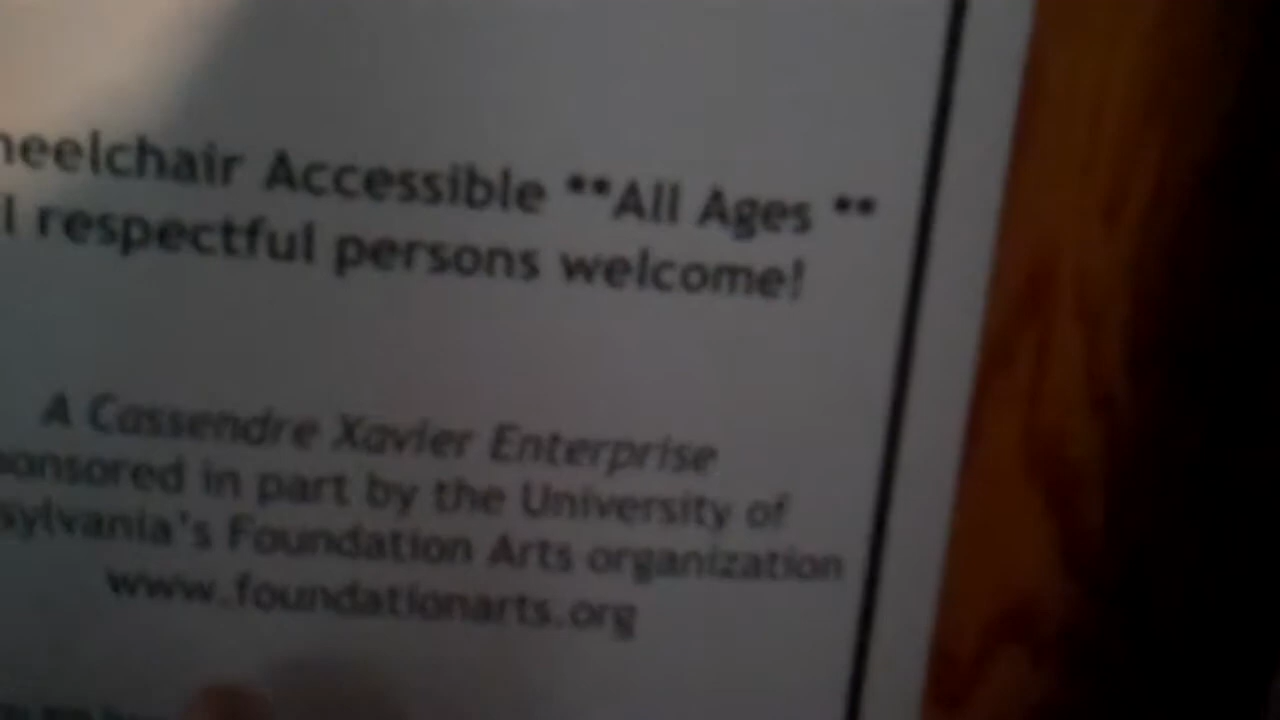 heelchair Accessible **All Ages **
l respectful persons welcome!
A Cassendre Xavier Enterprise
onsored in part by the University of
sylvania's Foundation Arts organization
www.foundationarts.org